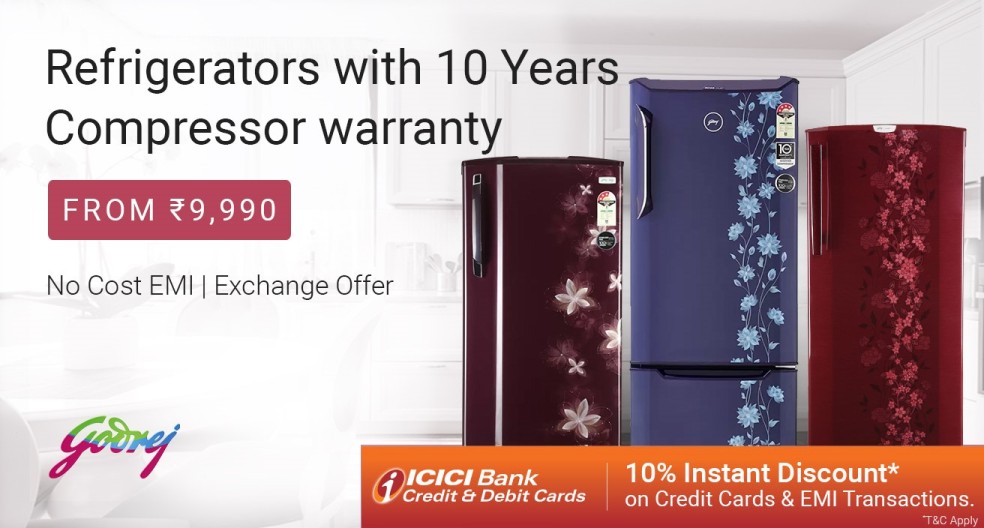 Refrigerators with 10 Years
Compressor warranty
FROM ₹9,990
No Cost EMI | Exchange Offer
Godrej
ICICI Bank
Credit & Debit Cards
10% Instant Discount*
on Credit Cards & EMI Transactions.
*T&C Apply